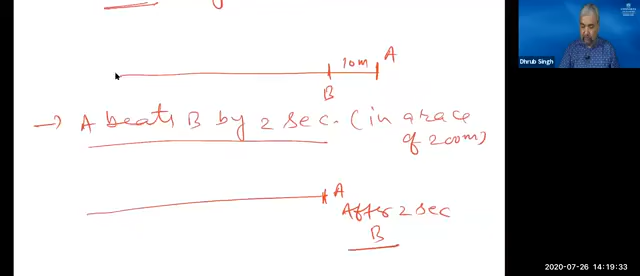 10m
A
B
→ A beats B by 2 sec. (in a race
of 200m)
A
After 2 sec
B
Dhrub Singh
2020-07-26 14:19:33